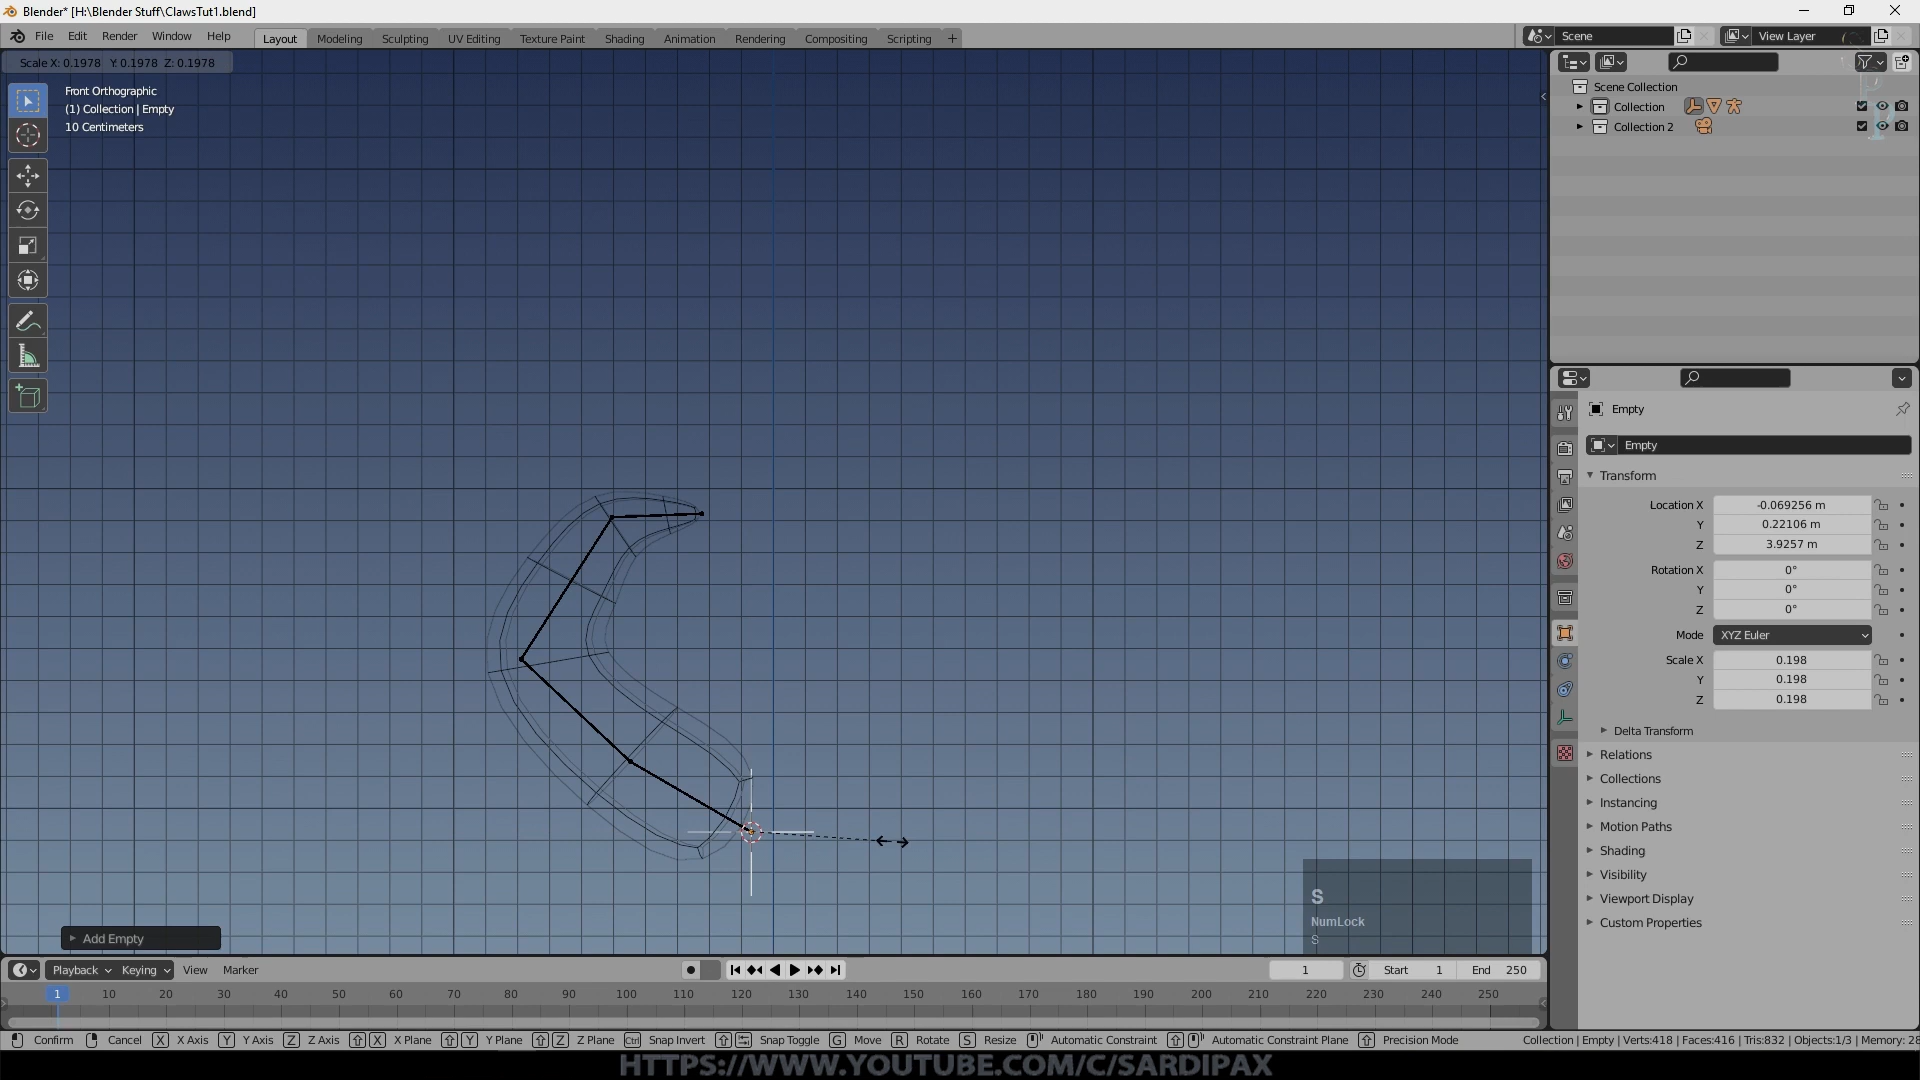 Blender* [H:\Blender Stuff\ClawsTut1.blend]
File Edit Render Window Help Layout Modeling Sculpting UV Editing Texture Paint Shading Animation Rendering Compositing Scripting + Scene View Layer
Scale X: 0.1978 Y: 0.1978 Z: 0.1978
Front Orthographic
(1) Collection | Empty
10 Centimeters
Scene Collection
Collection
Collection 2
Empty
Empty
Transform
Location X -0.069256 m
Y 0.22106 m
Z 3.9257 m
Rotation X 0°
Y 0°
Z 0°
Mode XYZ Euler
Scale X 0.198
Y 0.198
Z 0.198
Delta Transform
Relations
Collections
Instancing
Motion Paths
Shading
Visibility
Viewport Display
Custom Properties
S
NumLock
S
Add Empty
Playback Keying View Marker 1 Start 1 End 250
1 10 20 30 40 50 60 70 80 90 100 110 120 130 140 150 160 170 180 190 200 210 220 230 240 250
Confirm Cancel X X Axis Y Y Axis Z Z Axis X X Plane Y Y Plane Z Z Plane Ctrl Snap Invert Snap Toggle G Move R Rotate S Resize Automatic Constraint Automatic Constraint Plane Precision Mode Collection | Empty | Verts:418 | Faces:416 | Tris:832 | Objects:1/3 | Memory: 28
HTTPS://WWW.YOUTUBE.COM/C/SARDIPAX